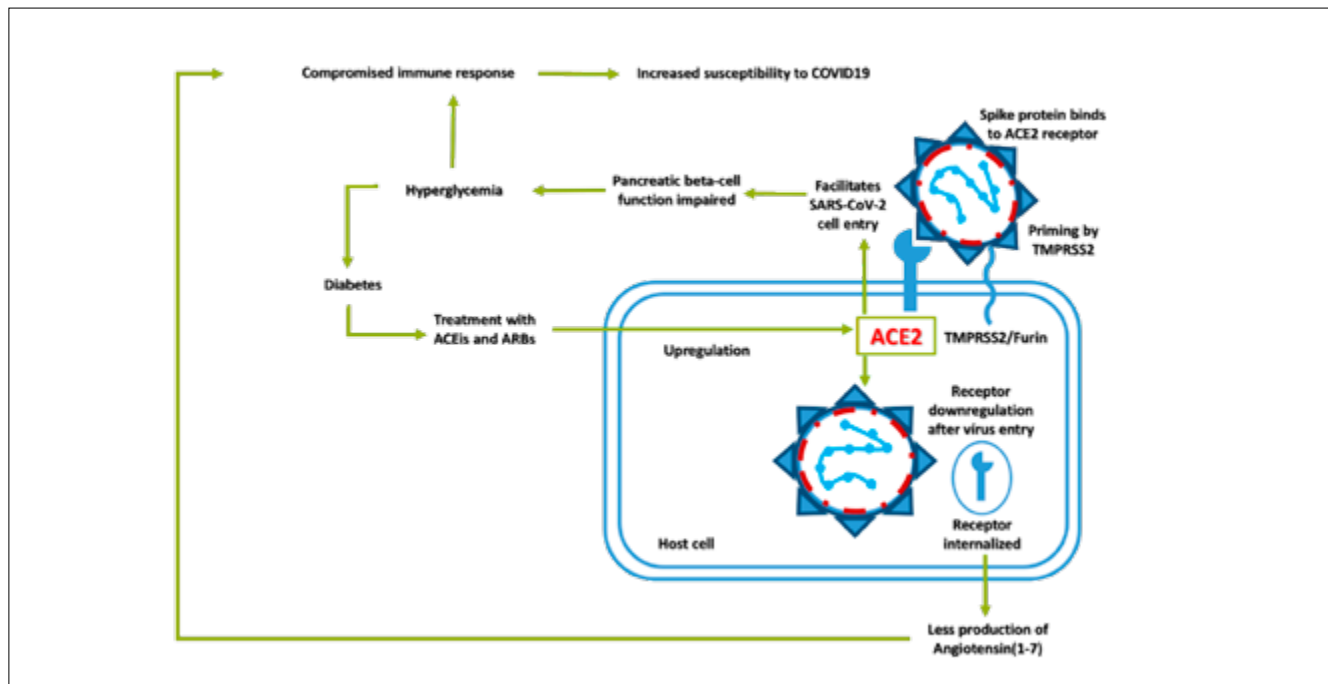 Compromised immune response
Increased susceptibility to COVID19
Spike protein binds
to ACE2 receptor
Hyperglycemia
Pancreatic beta-cell
function impaired
Facilitates
SARS-CoV-2
cell entry
Priming by
TMPRSS2
Diabetes
Treatment with
ACEis and ARBs
Upregulation
ACE2
TMPRSS2/Furin
Receptor
downregulation
after virus entry
Host cell
Receptor
internalized
Less production of
Angiotensin(1-7)